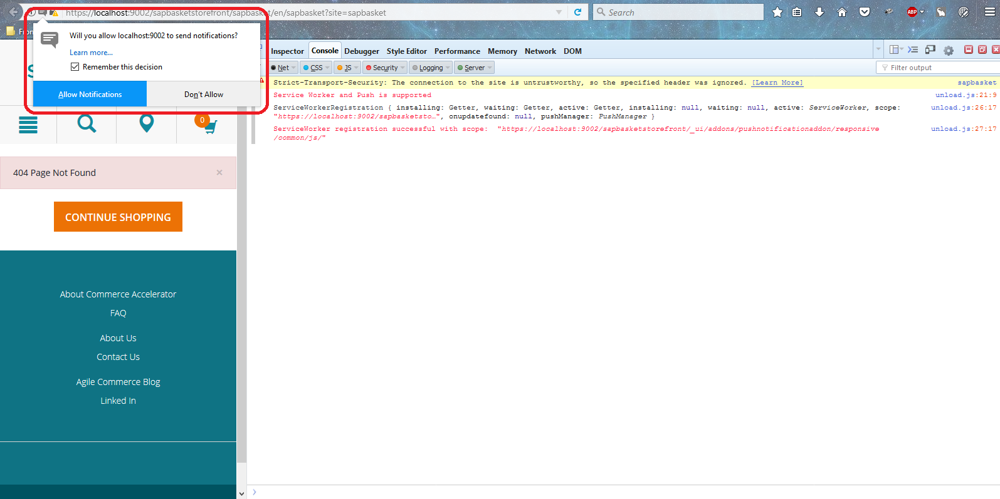 https://localhost:9002/sapbasketstorefront/sapbasket/en/sapbasket?site=sapbasket
Search
ABP
Will you allow localhost:9002 to send notifications?
Learn more...
Remember this decision
Allow Notifications
Don't Allow
Inspector Console Debugger Style Editor Performance Memory Network DOM
Net CSS JS Security Logging Server
Filter output
Strict-Transport-Security: The connection to the site is untrustworthy, so the specified header was ignored. [Learn More] sapbasket
Service Worker and Push is supported unload.js:21:9
ServiceWorkerRegistration { installing: Getter, waiting: Getter, active: Getter, installing: null, waiting: null, active: ServiceWorker, scope: unload.js:26:17
"https://localhost:9002/sapbasketsto…", onupdatefound: null, pushManager: PushManager }
ServiceWorker registration successful with scope: "https://localhost:9002/sapbasketstorefront/_ui/addons/pushnotificationaddon/responsive unload.js:27:17
/common/js/"
0
404 Page Not Found ×
CONTINUE SHOPPING
About Commerce Accelerator
FAQ
About Us
Contact Us
Agile Commerce Blog
Linked In